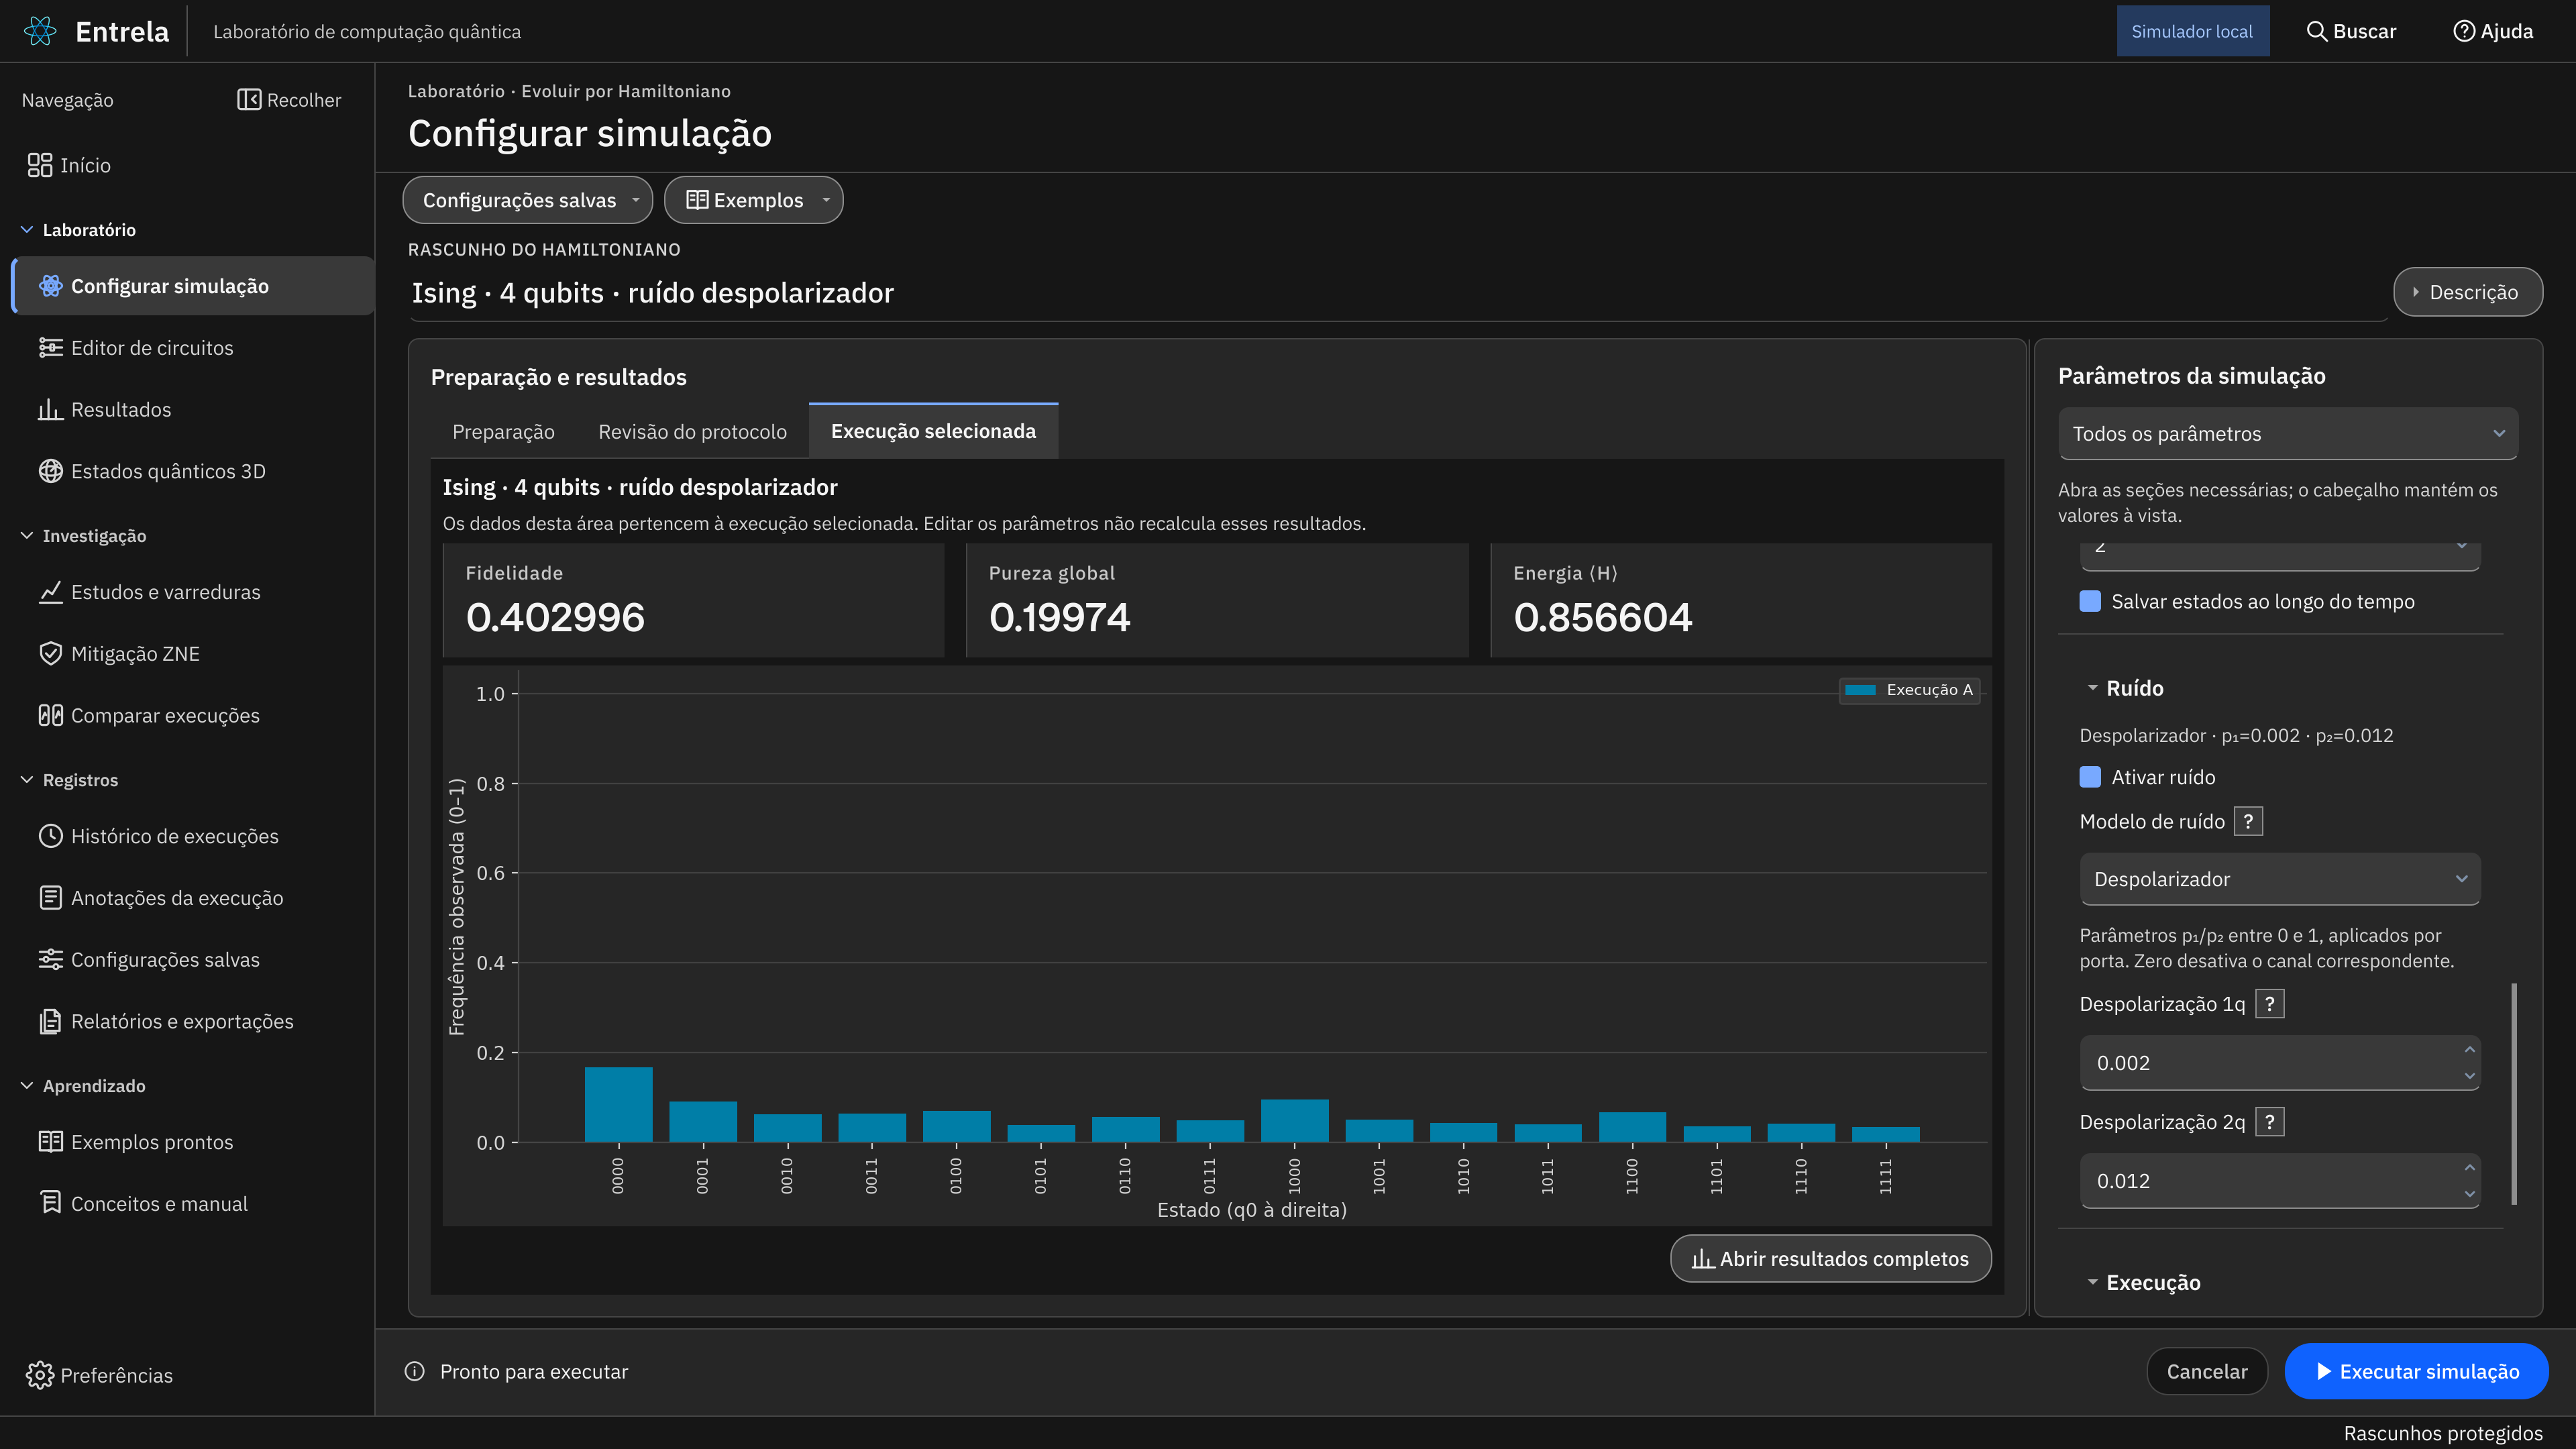 Entrela
Laboratório de computação quântica
Simulador local
Buscar
Ajuda
Navegação
Recolher
Início
Laboratório
Configurar simulação
Editor de circuitos
Resultados
Estados quânticos 3D
Investigação
Estudos e varreduras
Mitigação ZNE
Comparar execuções
Registros
Histórico de execuções
Anotações da execução
Configurações salvas
Relatórios e exportações
Aprendizado
Exemplos prontos
Conceitos e manual
Preferências
Laboratório · Evoluir por Hamiltoniano
Configurar simulação
Configurações salvas
Exemplos
RASCUNHO DO HAMILTONIANO
Ising · 4 qubits · ruído despolarizador
Descrição
Preparação e resultados
Preparação
Revisão do protocolo
Execução selecionada
Ising · 4 qubits · ruído despolarizador
Os dados desta área pertencem à execução selecionada. Editar os parâmetros não recalcula esses resultados.
Fidelidade
0.402996
Pureza global
0.19974
Energia ⟨H⟩
0.856604
Execução A
Frequência observada (0–1)
1.0
0.8
0.6
0.4
0.2
0.0
0000
0001
0010
0011
0100
0101
0110
0111
1000
1001
1010
1011
1100
1101
1110
1111
Estado (q0 à direita)
Abrir resultados completos
Parâmetros da simulação
Todos os parâmetros
Abra as seções necessárias; o cabeçalho mantém os
valores à vista.
2
Salvar estados ao longo do tempo
Ruído
Despolarizador · p₁=0.002 · p₂=0.012
Ativar ruído
Modelo de ruído ?
Despolarizador
Parâmetros p₁/p₂ entre 0 e 1, aplicados por
porta. Zero desativa o canal correspondente.
Despolarização 1q ?
0.002
Despolarização 2q ?
0.012
Execução
Pronto para executar
Cancelar
Executar simulação
Rascunhos protegidos